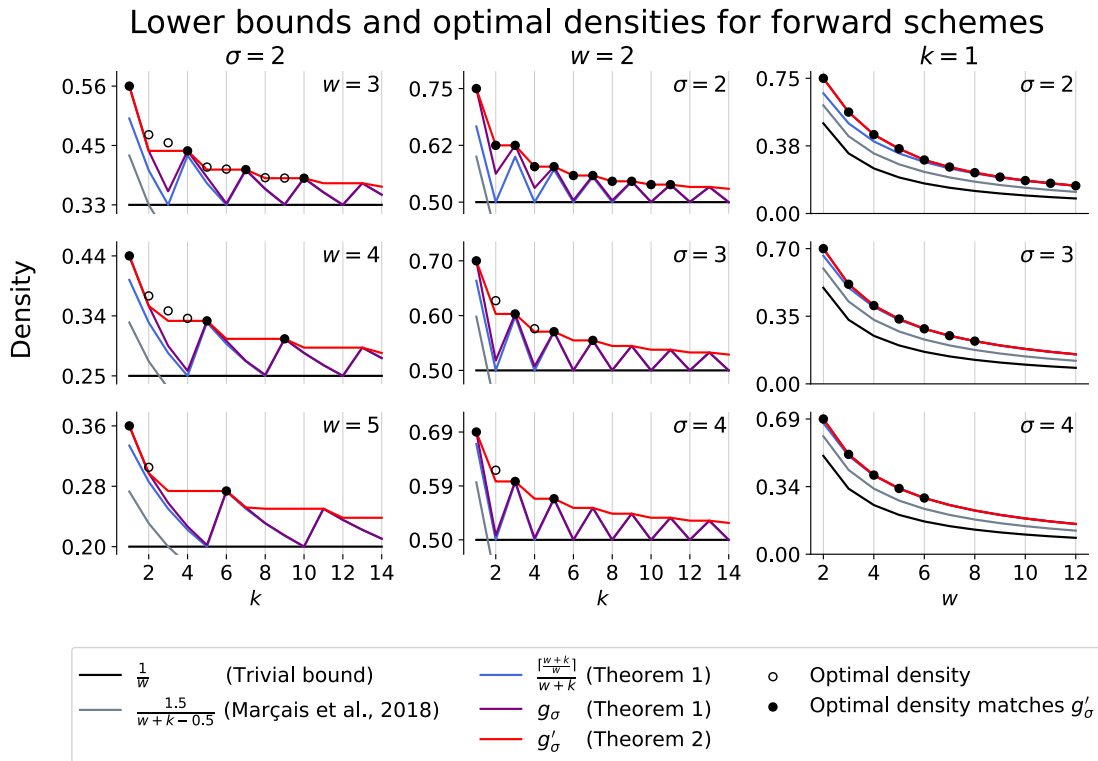 Lower bounds and optimal densities for forward schemes
σ = 2
w = 2
k = 1
Density
0.56
0.45
0.33
w = 3
0.75
0.62
0.50
σ = 2
0.75
0.38
0.00
σ = 2
0.44
0.34
0.25
w = 4
0.70
0.60
0.50
σ = 3
0.70
0.35
0.00
σ = 3
0.36
0.28
0.20
w = 5
0.69
0.59
0.50
σ = 4
0.69
0.34
0.00
σ = 4
2 4 6 8 10 12 14
k
2 4 6 8 10 12 14
k
2 4 6 8 10 12
w
1/w (Trivial bound)
1.5/(w+k−0.5) (Marçais et al., 2018)
⌈(w+k)/w⌉/(w+k) (Theorem 1)
gσ (Theorem 1)
g′σ (Theorem 2)
Optimal density
Optimal density matches g′σ